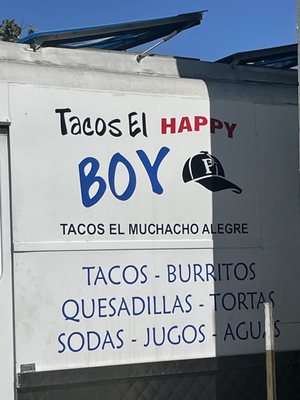 Tacos El HAPPY
BOY
P
TACOS EL MUCHACHO ALEGRE
TACOS - BURRITOS
QUESADILLAS - TORTAS
SODAS - JUGOS - AGUAS